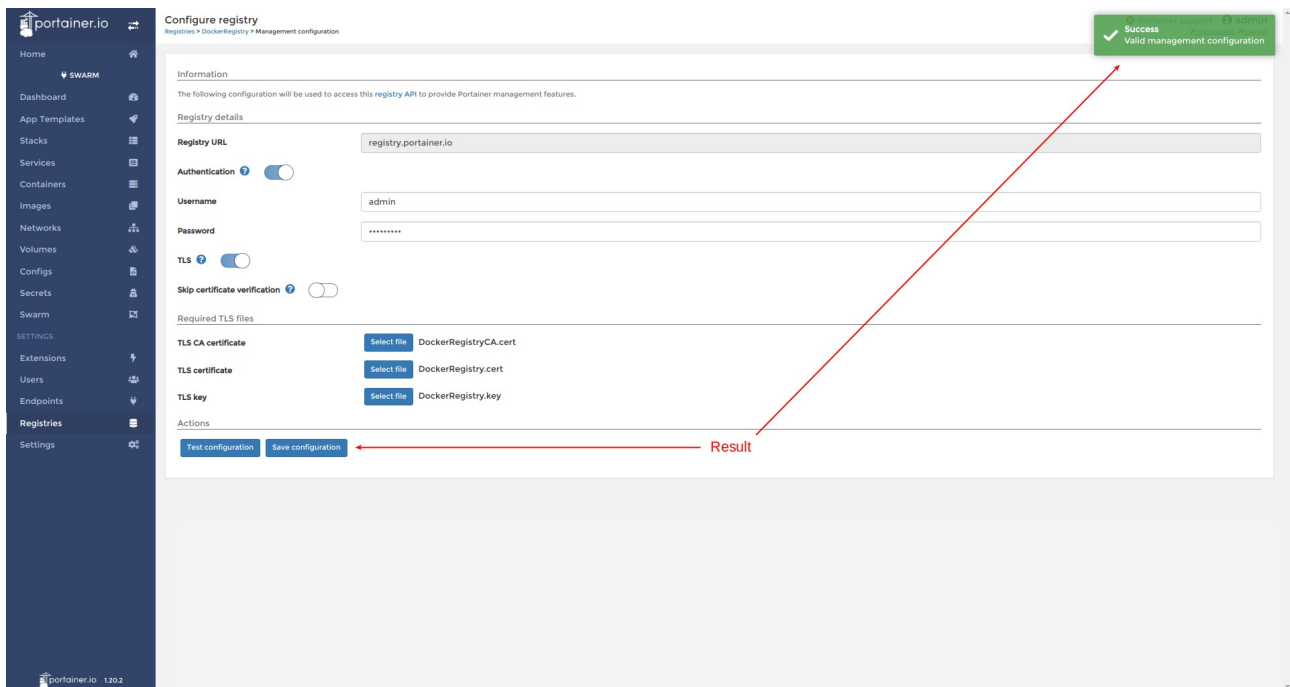 portainer.io
Configure registry
Registries > DockerRegistry > Management configuration
Portainer support admin
Success
Valid management configuration
Home
SWARM
Dashboard
App Templates
Stacks
Services
Containers
Images
Networks
Volumes
Configs
Secrets
Swarm
SETTINGS
Extensions
Users
Endpoints
Registries
Settings
portainer.io 1.20.2
Information
The following configuration will be used to access this registry API to provide Portainer management features.
Registry details
Registry URL registry.portainer.io
Authentication
Username admin
Password •••••••••
TLS
Skip certificate verification
Required TLS files
TLS CA certificate Select file DockerRegistryCA.cert
TLS certificate Select file DockerRegistry.cert
TLS key Select file DockerRegistry.key
Actions
Test configuration Save configuration
Result